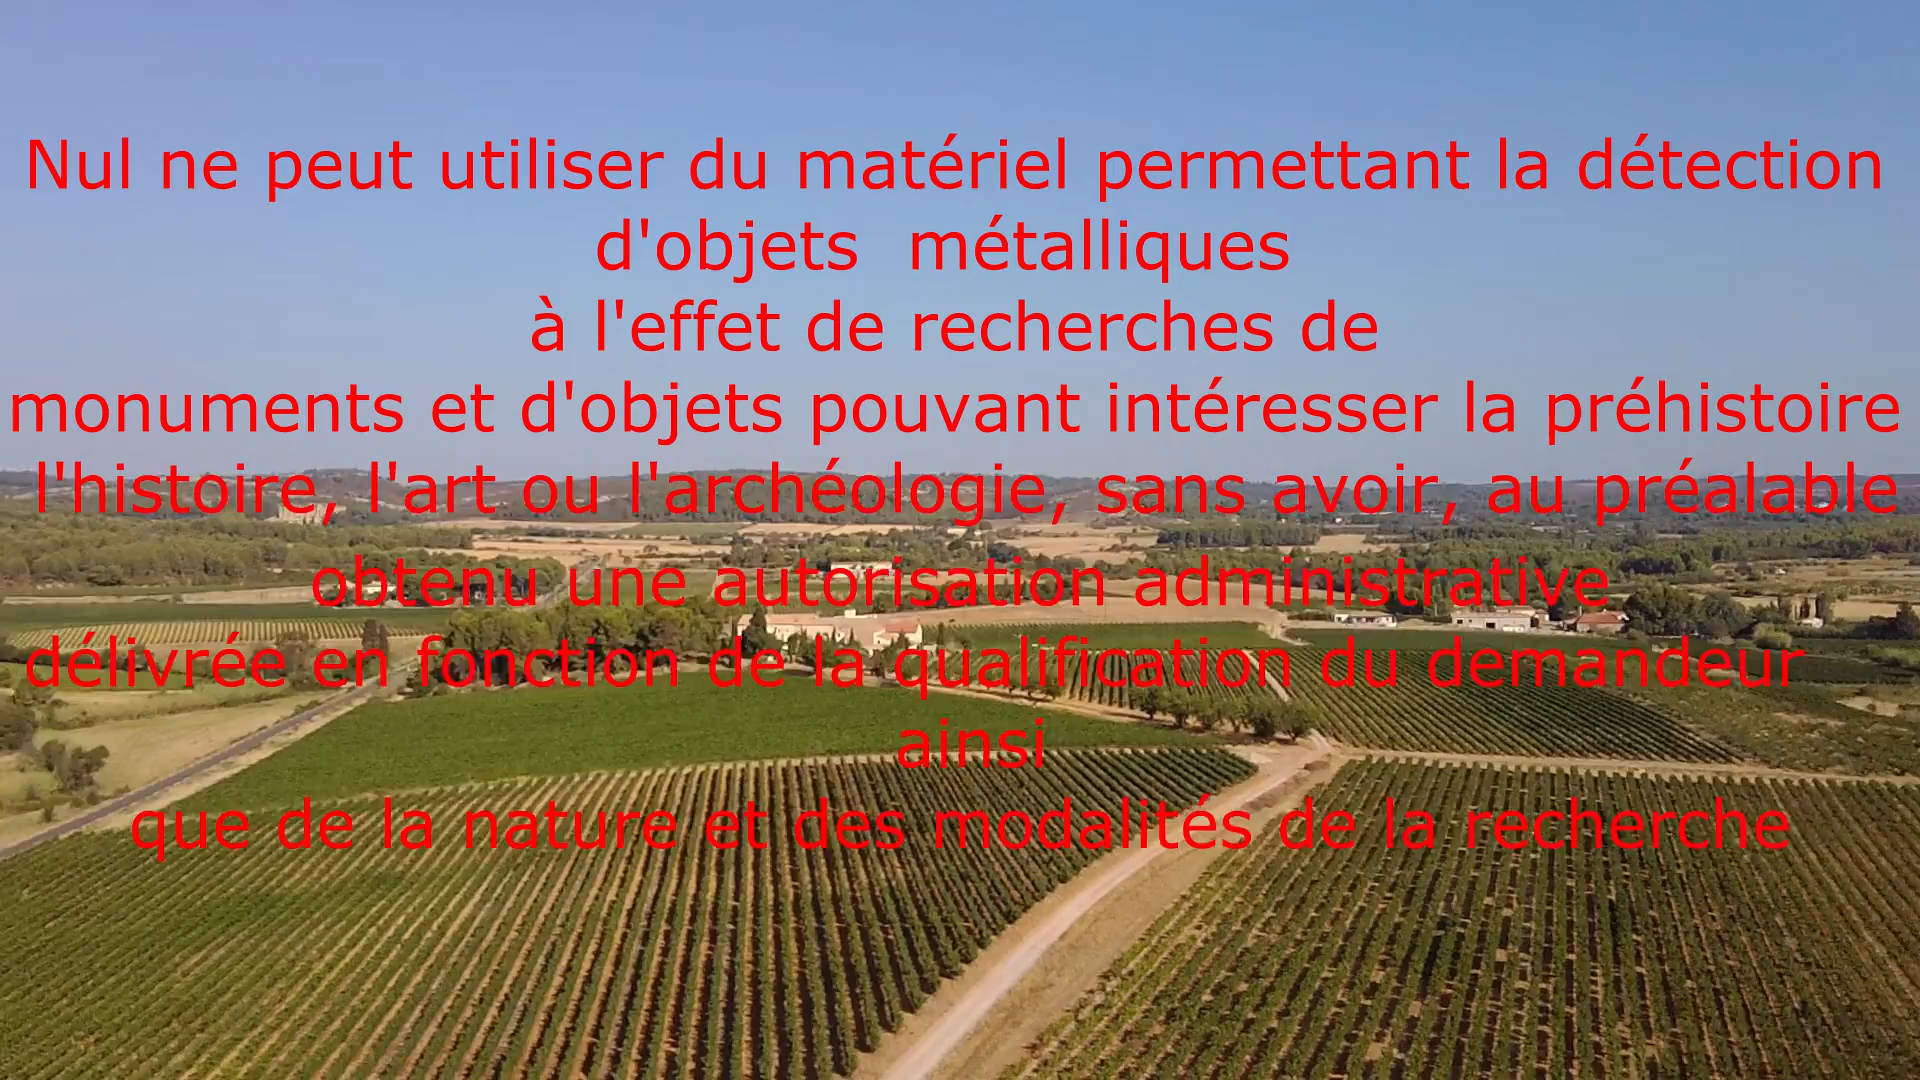 Nul ne peut utiliser du matériel permettant la détection
d'objets  métalliques
à l'effet de recherches de
monuments et d'objets pouvant intéresser la préhistoire
l'histoire, l'art ou l'archéologie, sans avoir, au préalable
obtenu une autorisation administrative
délivrée en fonction de la qualification du demandeur
ainsi
que de la nature et des modalités de la recherche